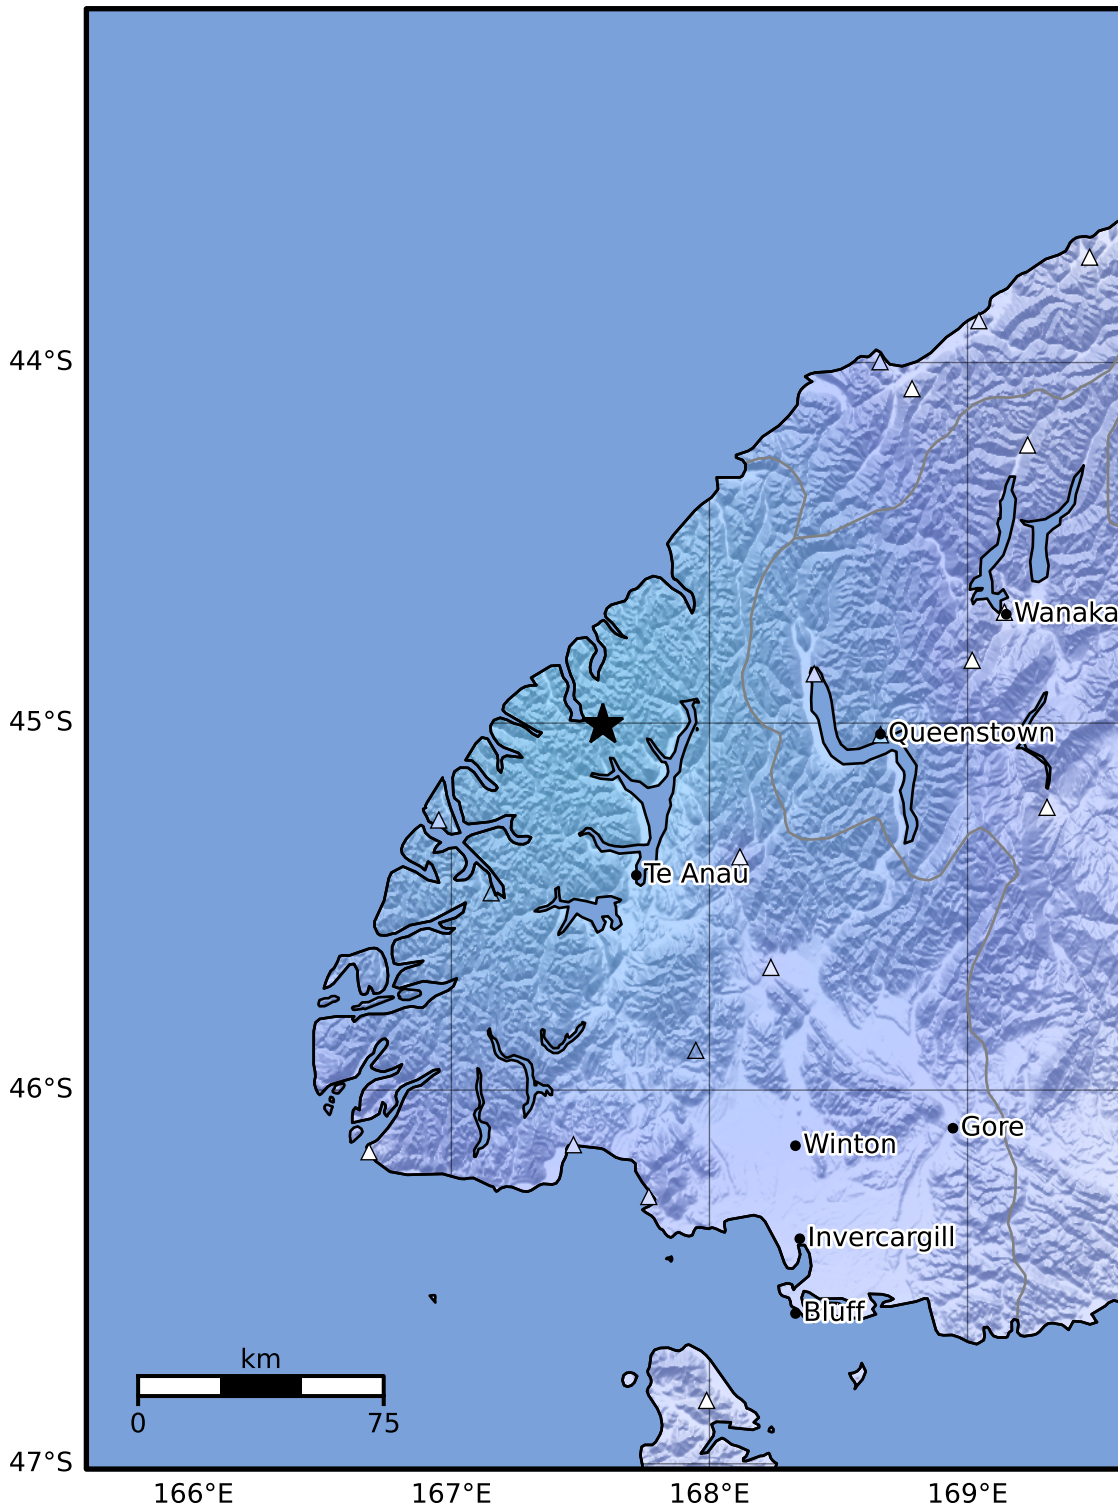 44°S
Wanaka
45°S
Queenstown
Te Anau
46°S
Gore
Winton
Invercargill
Bluff
km
0 75
47°S
166°E 167°E 168°E 169°E